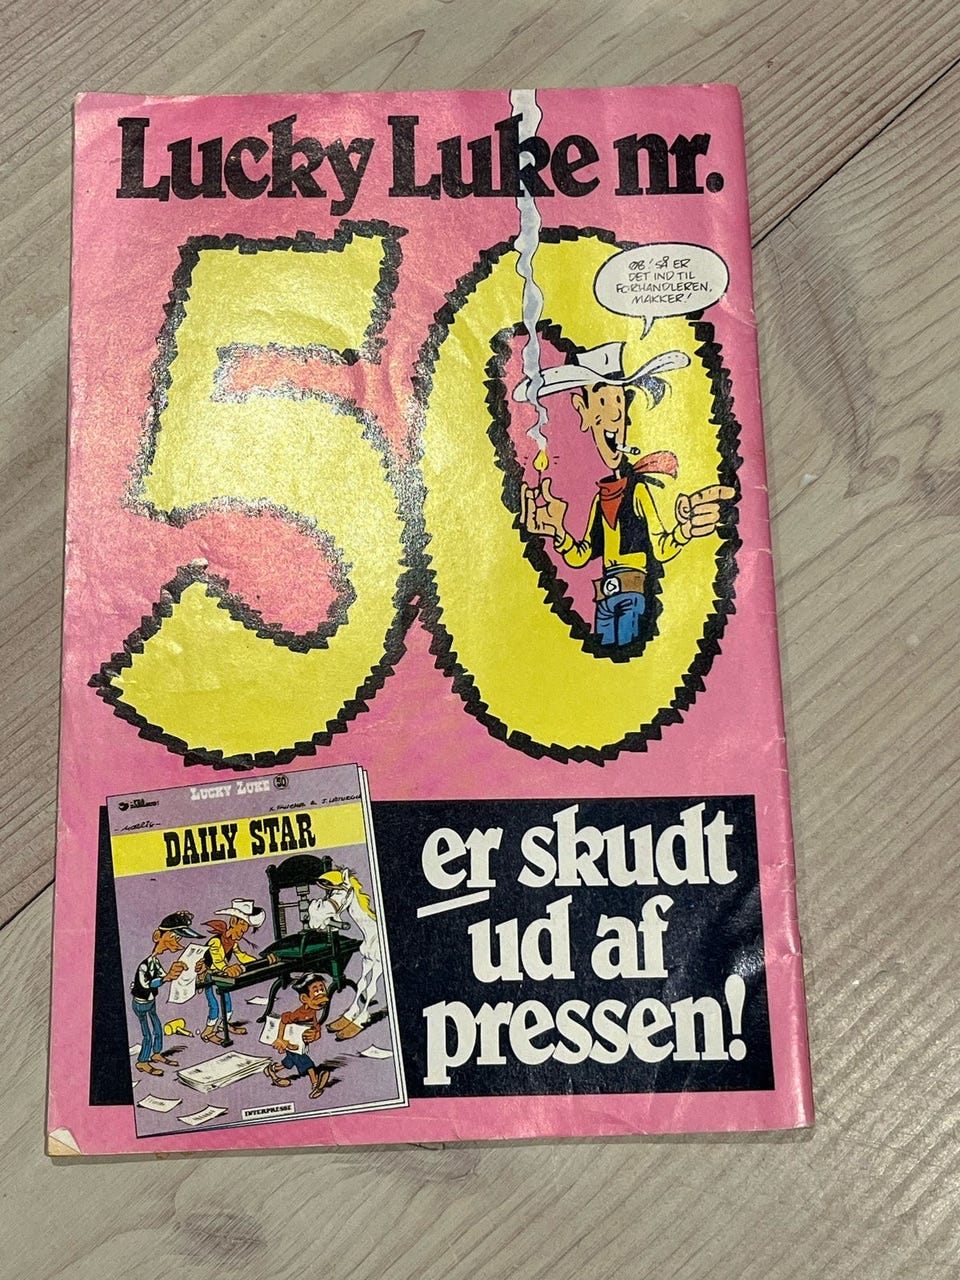 Lucky Luke nr.
50
ØB! SÅ ER
DET IND TIL
FORHANDLEREN,
MAKKER!
LUCKY LUKE 50
MORRIS
DAILY STAR
INTERPRESSE
er skudt
ud af
pressen!